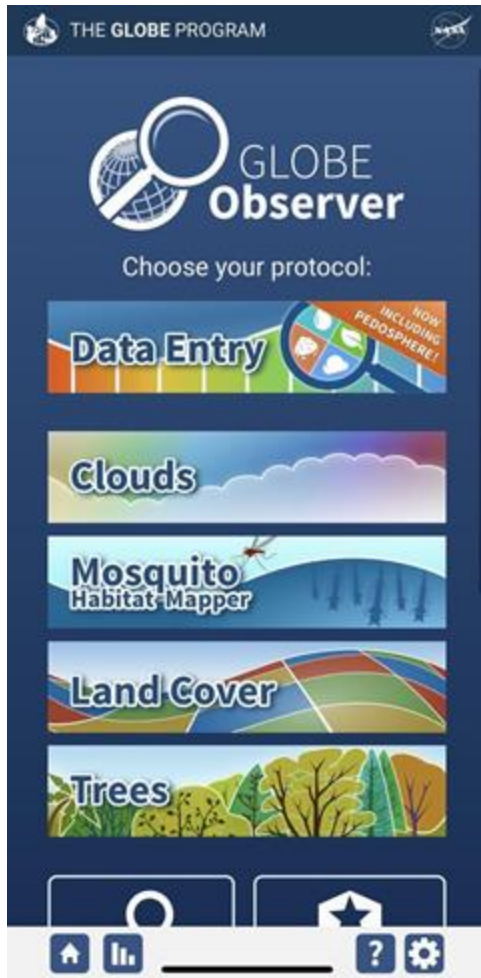 THE GLOBE PROGRAM
NASA
GLOBE
Observer
Choose your protocol:
Data Entry
NOW
INCLUDING
PEDOSPHERE!
Clouds
Mosquito
Habitat Mapper
Land Cover
Trees
?